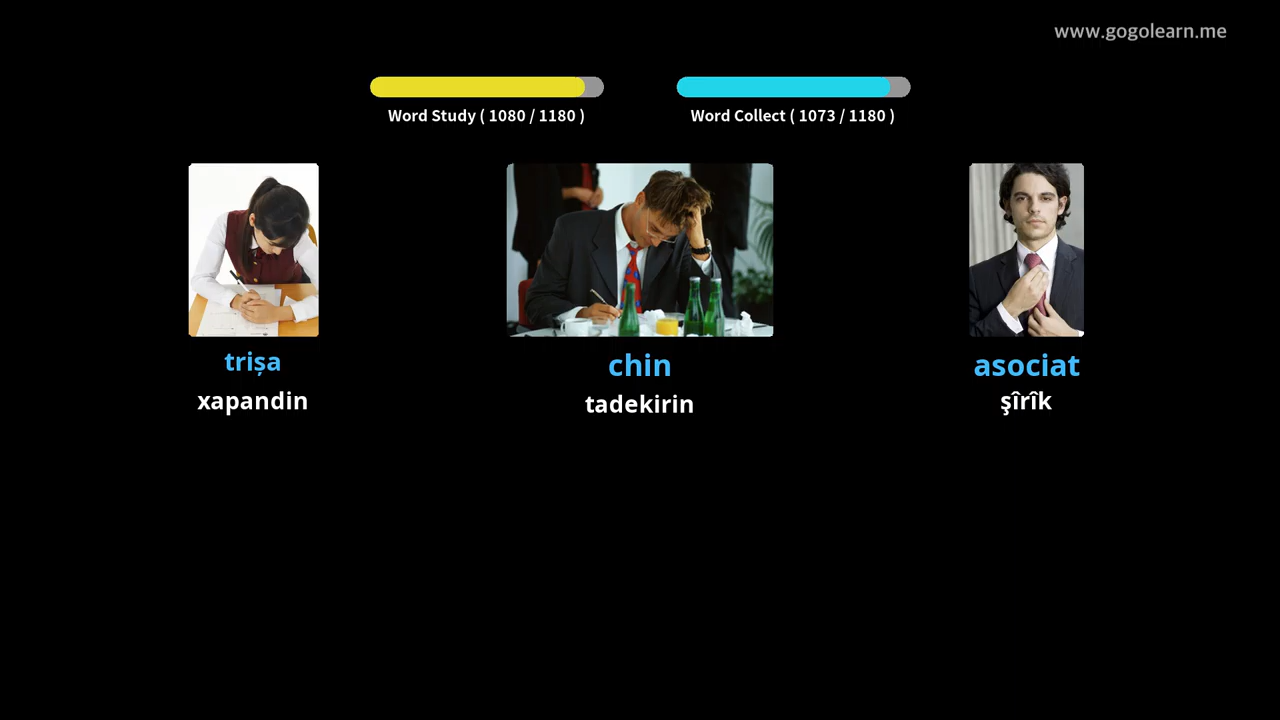 www.gogolearn.me
Word Study ( 1080 / 1180 )
Word Collect ( 1073 / 1180 )
trișa
chin
asociat
xapandin
tadekirin
şîrîk